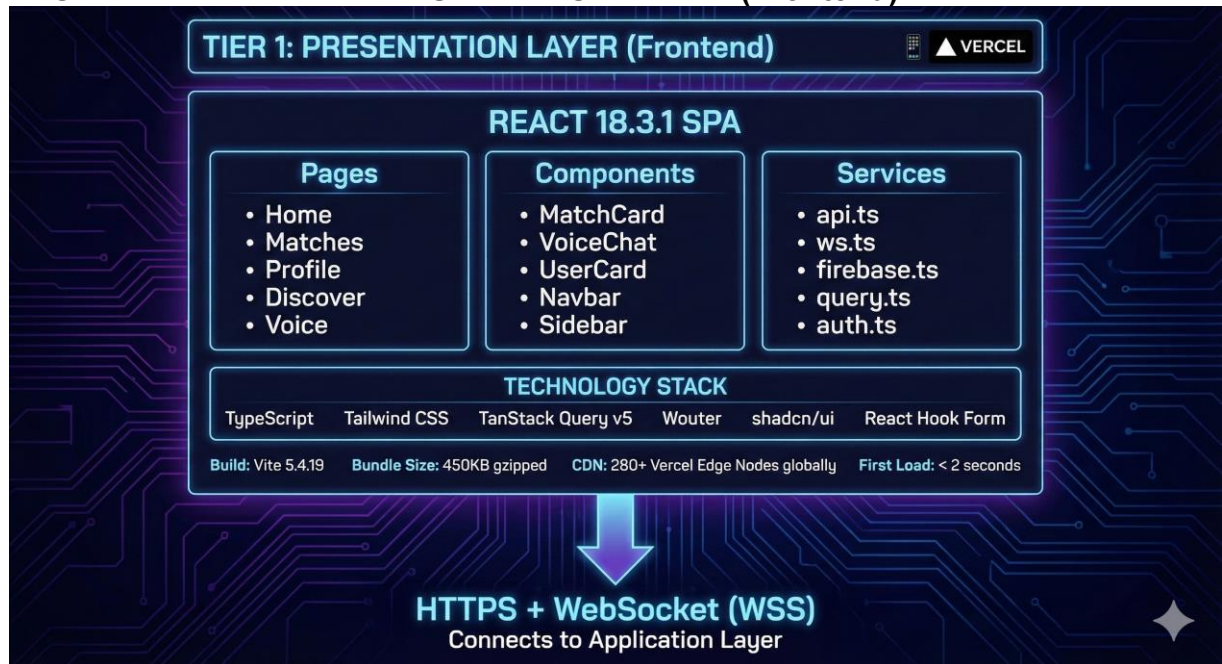 TIER 1: PRESENTATION LAYER (Frontend)
VERCEL
REACT 18.3.1 SPA
Pages
• Home
• Matches
• Profile
• Discover
• Voice
Components
• MatchCard
• VoiceChat
• UserCard
• Navbar
• Sidebar
Services
• api.ts
• ws.ts
• firebase.ts
• query.ts
• auth.ts
TECHNOLOGY STACK
TypeScript Tailwind CSS TanStack Query v5 Wouter shadcn/ui React Hook Form
Build: Vite 5.4.19 Bundle Size: 450KB gzipped CDN: 280+ Vercel Edge Nodes globally First Load: < 2 seconds
HTTPS + WebSocket (WSS)
Connects to Application Layer